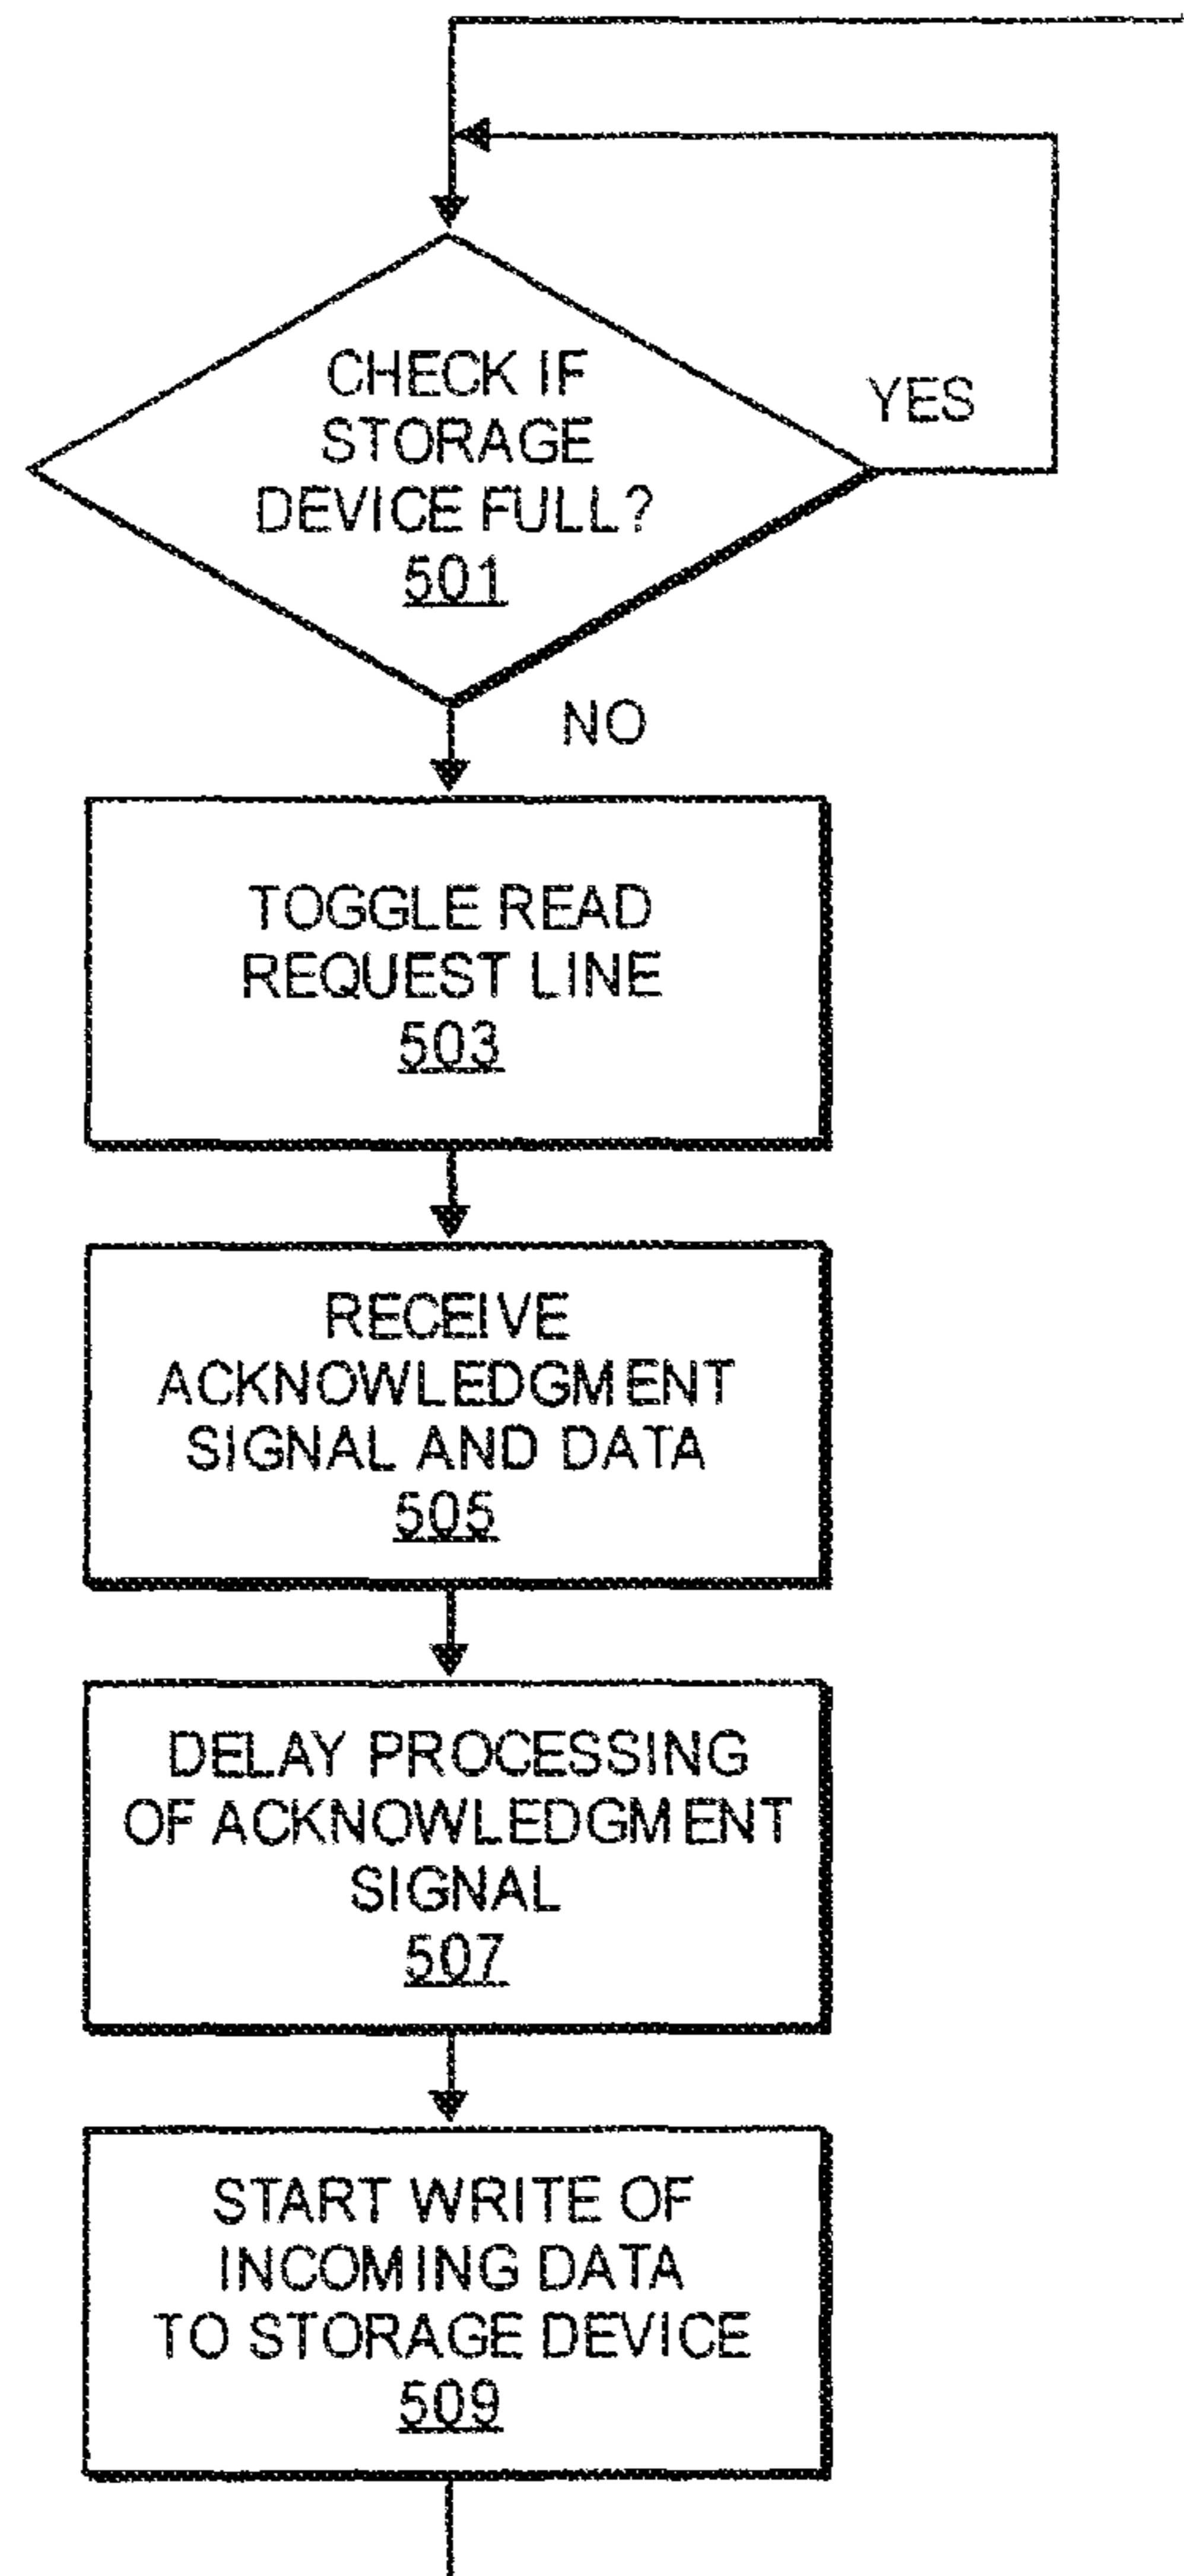 CHECK IF
STORAGE
DEVICE FULL?
501
YES
NO
TOGGLE READ
REQUEST LINE
503
RECEIVE
ACKNOWLEDGMENT
SIGNAL AND DATA
505
DELAY PROCESSING
OF ACKNOWLEDGMENT
SIGNAL
507
START WRITE OF
INCOMING DATA
TO STORAGE DEVICE
509